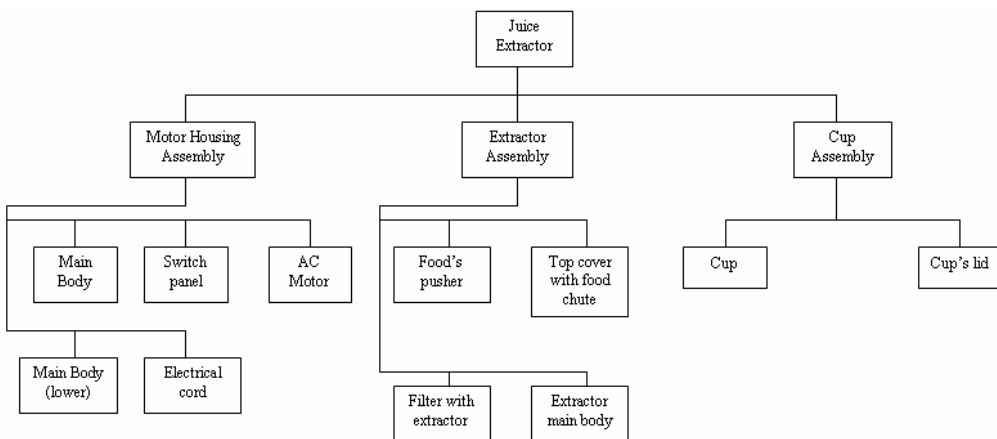 Juice
Extractor
Motor Housing
Assembly
Extractor
Assembly
Cup
Assembly
Main
Body
Switch
panel
AC
Motor
Food's
pusher
Top cover
with food
chute
Cup
Cup's lid
Main Body
(lower)
Electrical
cord
Filter with
extractor
Extractor
main body